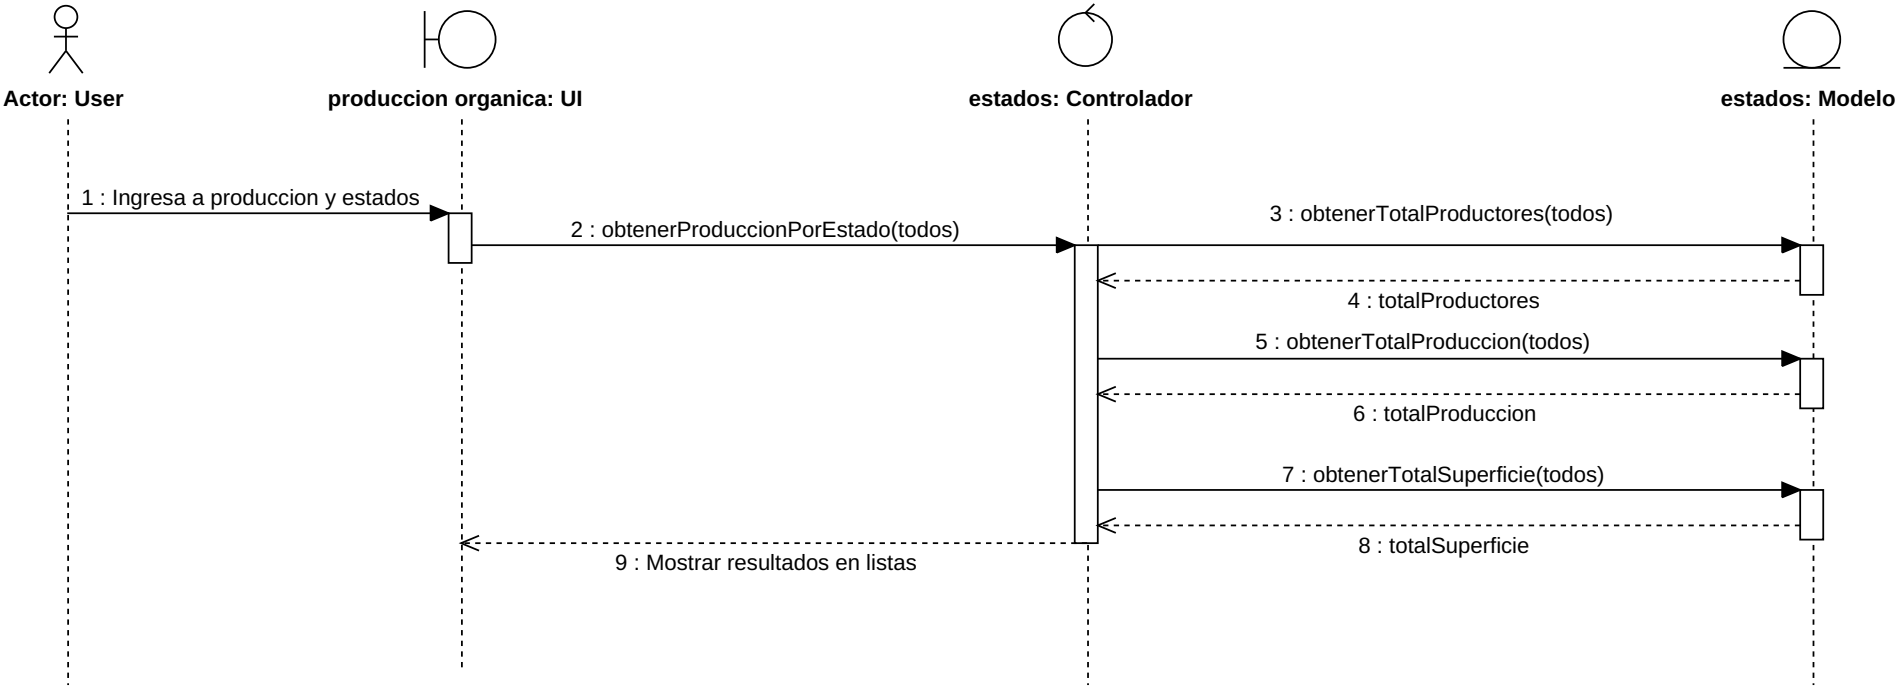 Actor: User
produccion organica: UI
estados: Controlador
estados: Modelo
1 : Ingresa a produccion y estados
2 : obtenerProduccionPorEstado(todos)
3 : obtenerTotalProductores(todos)
4 : totalProductores
5 : obtenerTotalProduccion(todos)
6 : totalProduccion
7 : obtenerTotalSuperficie(todos)
8 : totalSuperficie
9 : Mostrar resultados en listas